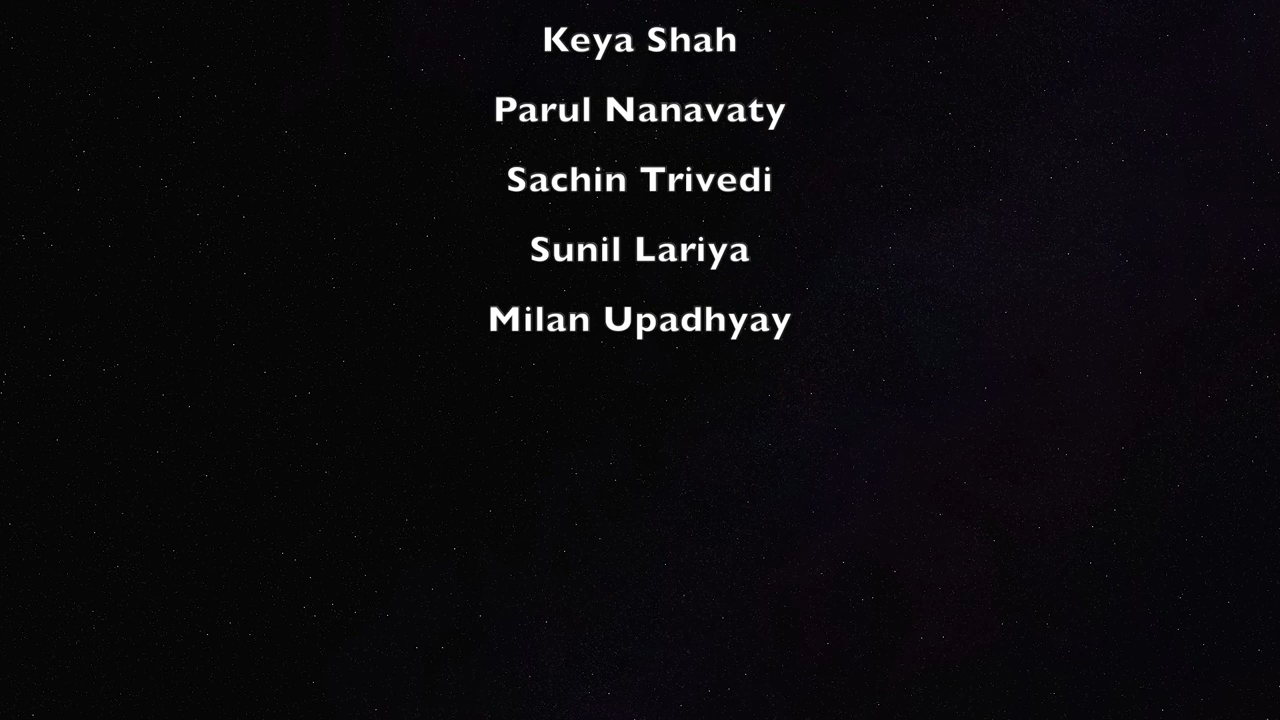 Keya Shah
Parul Nanavaty
Sachin Trivedi
Sunil Lariya
Milan Upadhyay